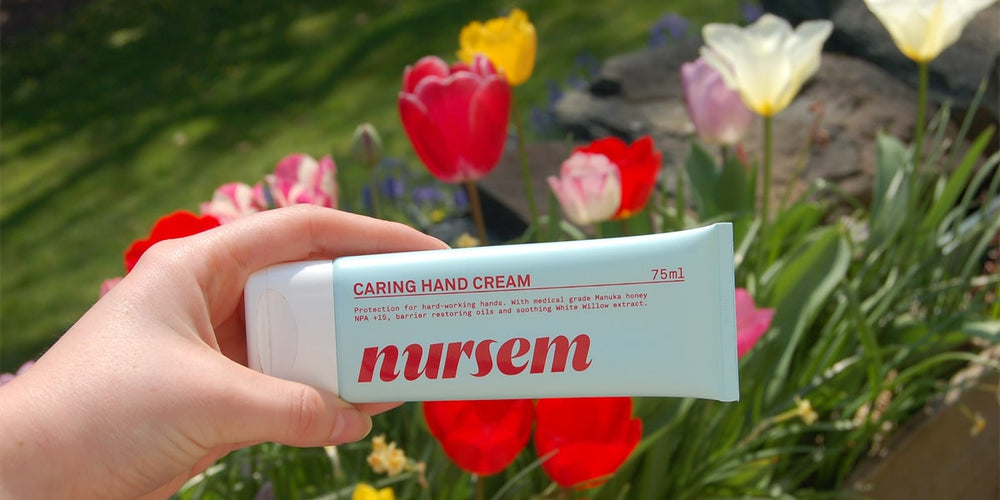 CARING HAND CREAM 75ml
Protection for hard-working hands. With medical grade Manuka honey
NPA +15, barrier restoring oils and soothing White Willow extract.
nursem